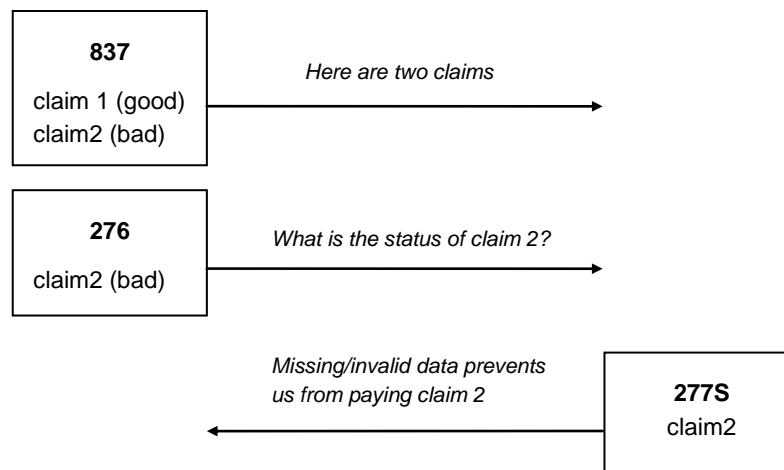 837
claim 1 (good)
claim2 (bad)
Here are two claims
276
claim2 (bad)
What is the status of claim 2?
Missing/invalid data prevents
us from paying claim 2
277S
claim2